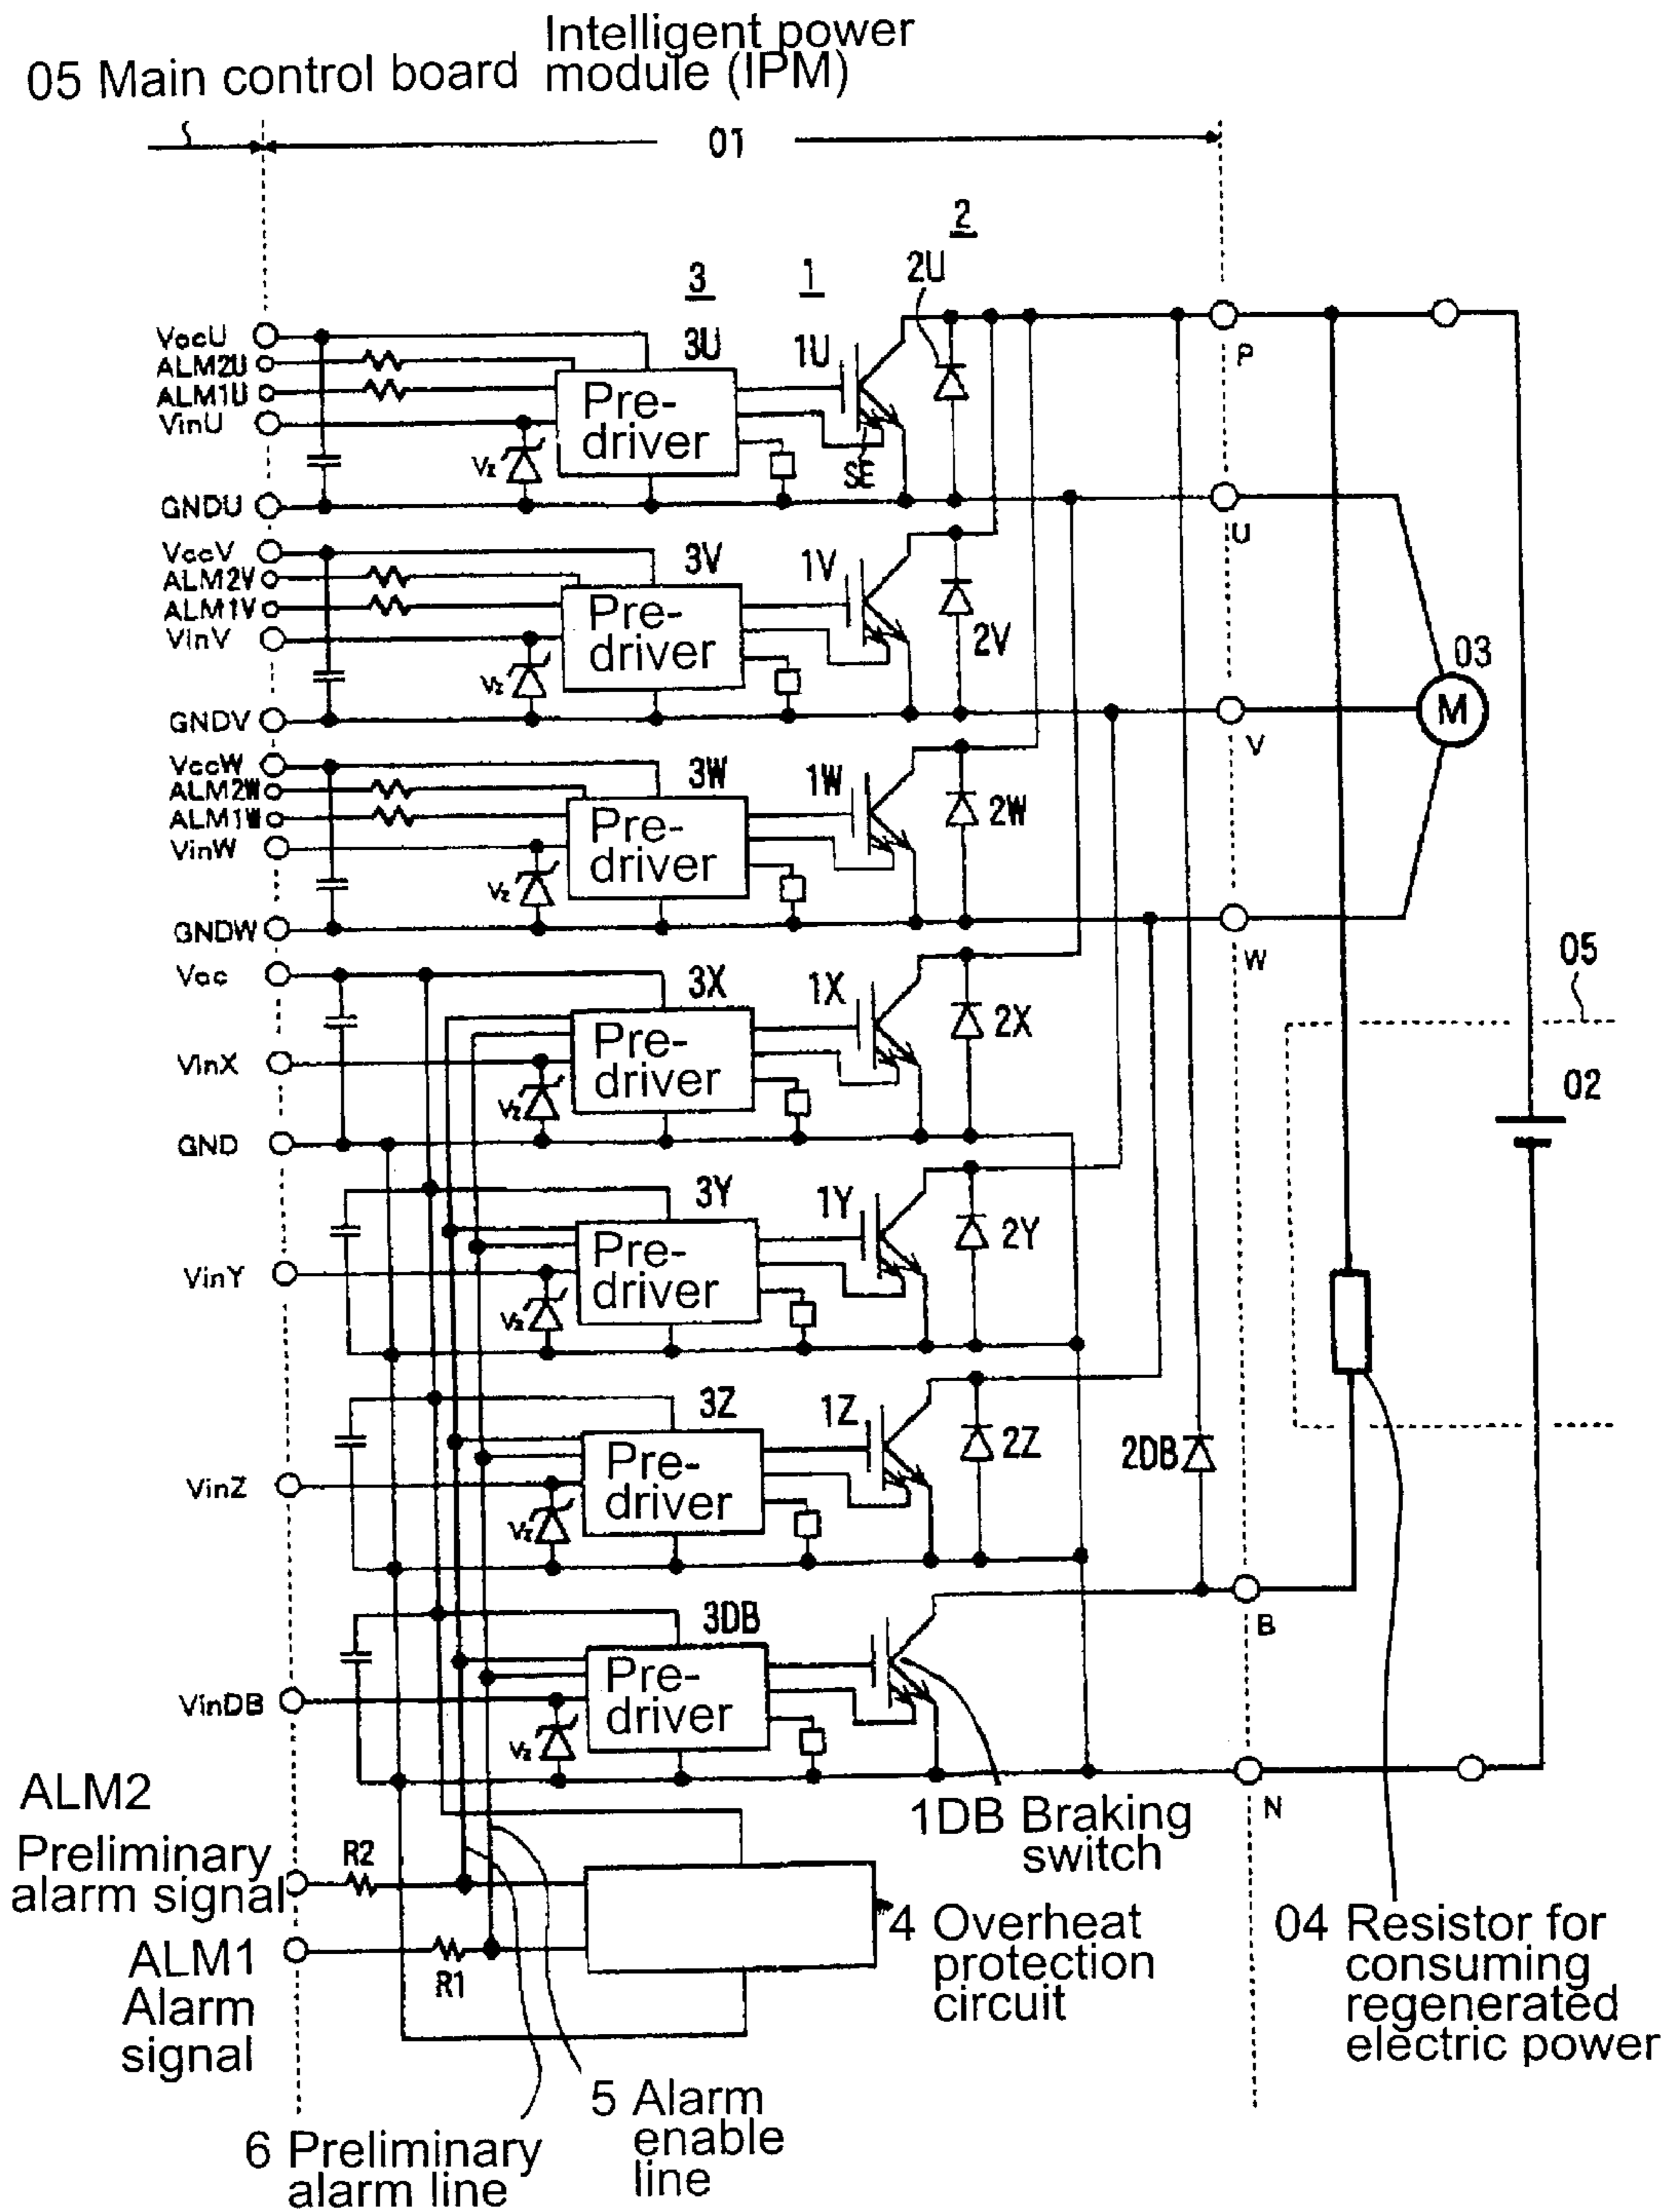 Intelligent power
05 Main control board module (IPM)
01
2
3 1 2U
VccU
ALM2U
ALM1U
VinU
GNDU
3U
Pre-
driver
Vz
1U
SE
P
U
VccV
ALM2V
ALM1V
VinV
GNDV
3V
Pre-
driver
Vz
1V
2V
V
03
M
VccW
ALM2W
ALM1W
VinW
GNDW
3W
Pre-
driver
Vz
1W
2W
W
Vcc
VinX
GND
3X
Pre-
driver
Vz
1X
2X
05
02
VinY
3Y
Pre-
driver
Vz
1Y
2Y
VinZ
3Z
Pre-
driver
Vz
1Z
2Z
2DB
VinDB
3DB
Pre-
driver
Vz
B
N
1DB Braking
switch
ALM2
Preliminary
alarm signal
R2
ALM1
Alarm
signal
R1
4 Overheat
protection
circuit
04 Resistor for
consuming
regenerated
electric power
5 Alarm
enable
line
6 Preliminary
alarm line